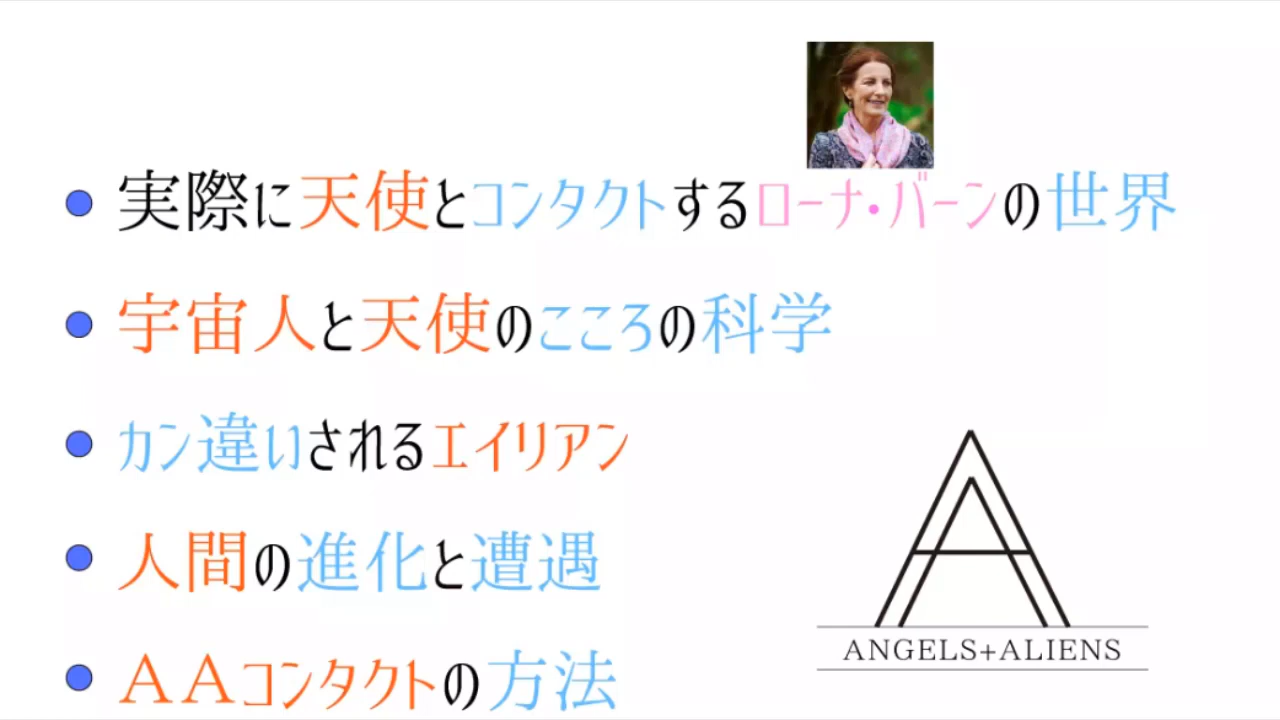 実際に天使とコンタクトするローナ・バーンの世界
宇宙人と天使のこころの科学
カン違いされるエイリアン
人間の進化と遭遇
ANGELS+ALIENS
ＡＡコンタクトの方法